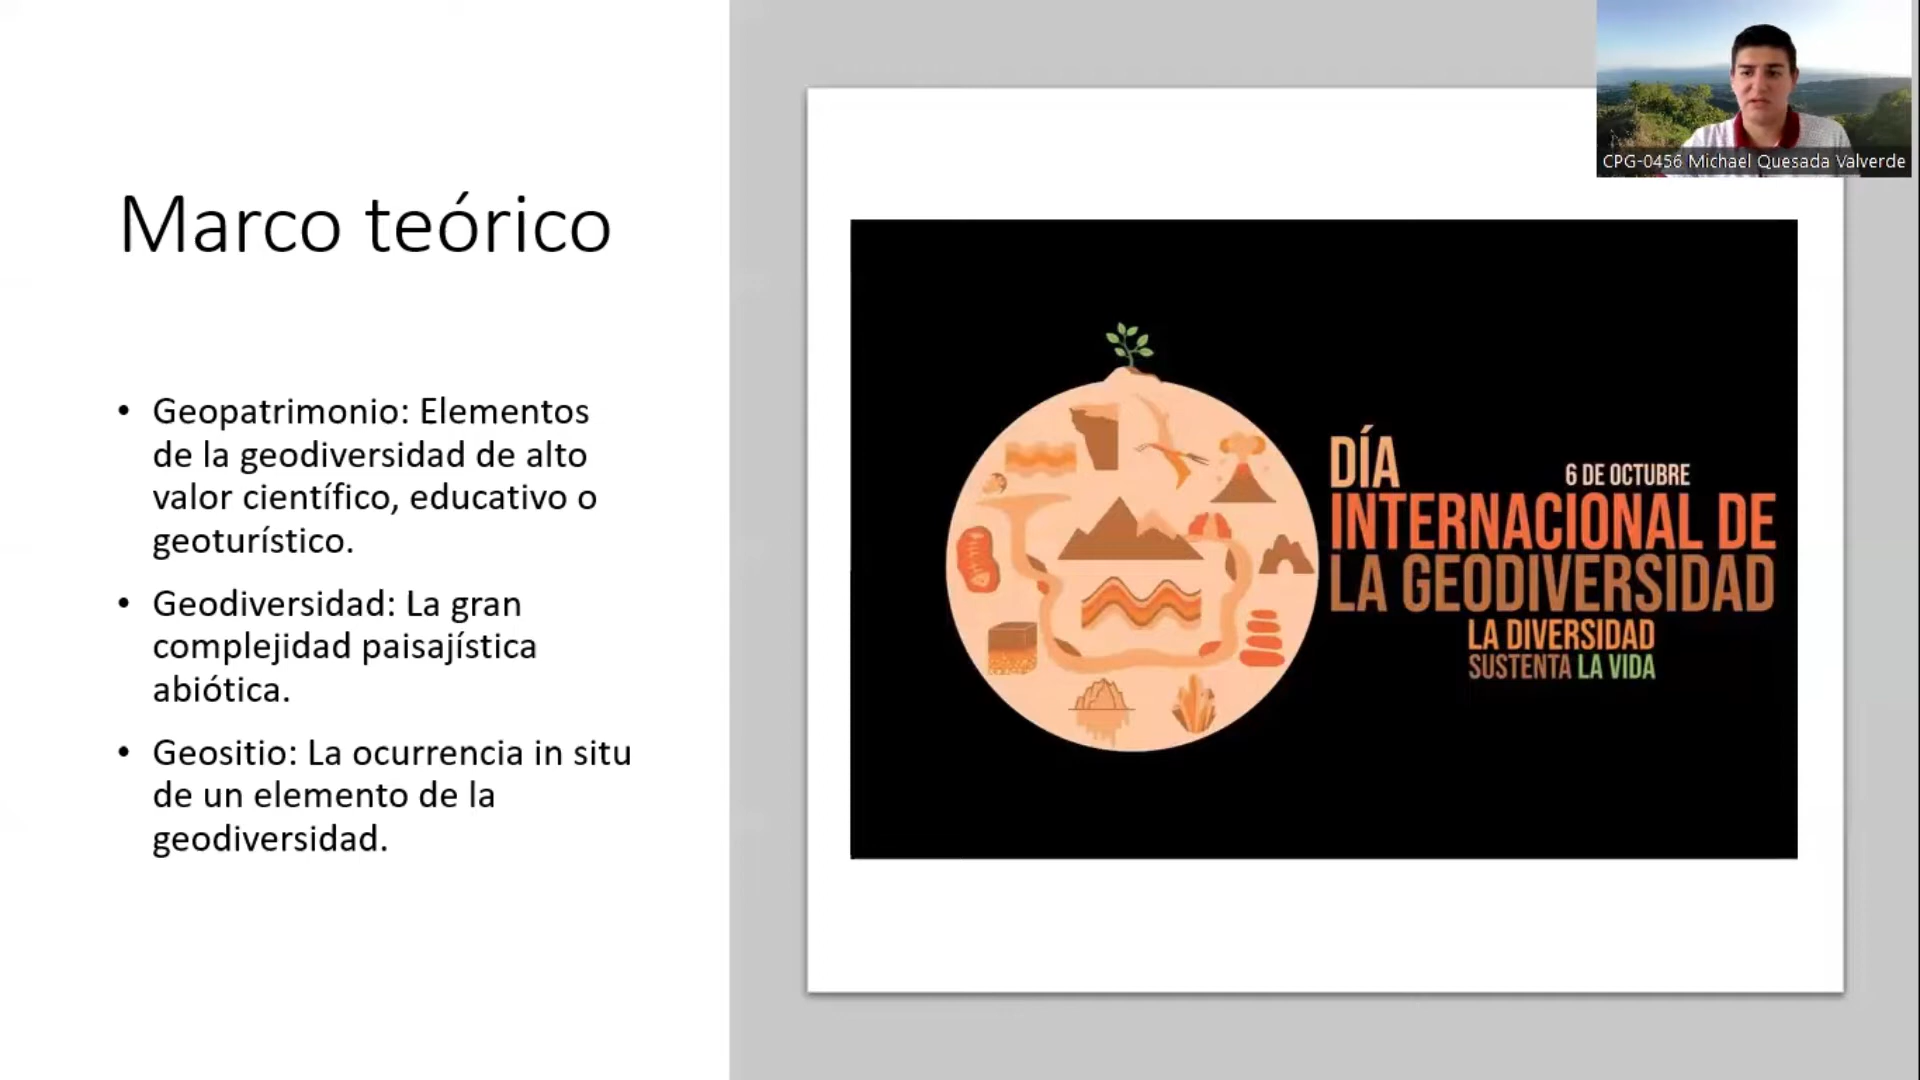 Marco teórico
• Geopatrimonio: Elementos
de la geodiversidad de alto
valor científico, educativo o
geoturístico.
• Geodiversidad: La gran
complejidad paisajística
abiótica.
• Geositio: La ocurrencia in situ
de un elemento de la
geodiversidad.
CPG-0456 Michael Quesada Valverde
DÍA
6 DE OCTUBRE
INTERNACIONAL DE
LA GEODIVERSIDAD
LA DIVERSIDAD
SUSTENTA LA VIDA